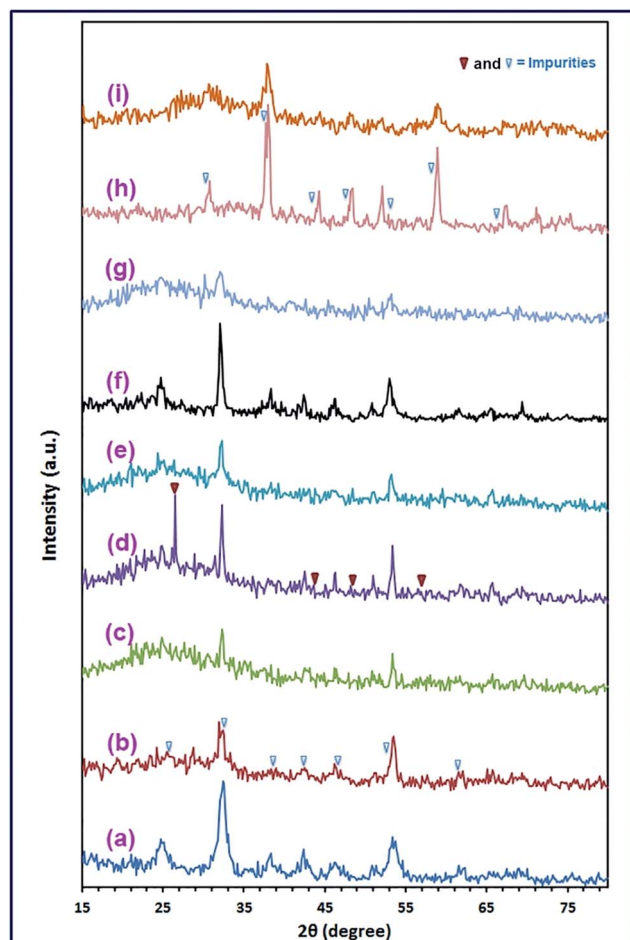 and = Impurities
(i)
(h)
(g)
(f)
(e)
(d)
(c)
(b)
(a)
Intensity (a.u.)
15 25 35 45 55 65 75
2θ (degree)